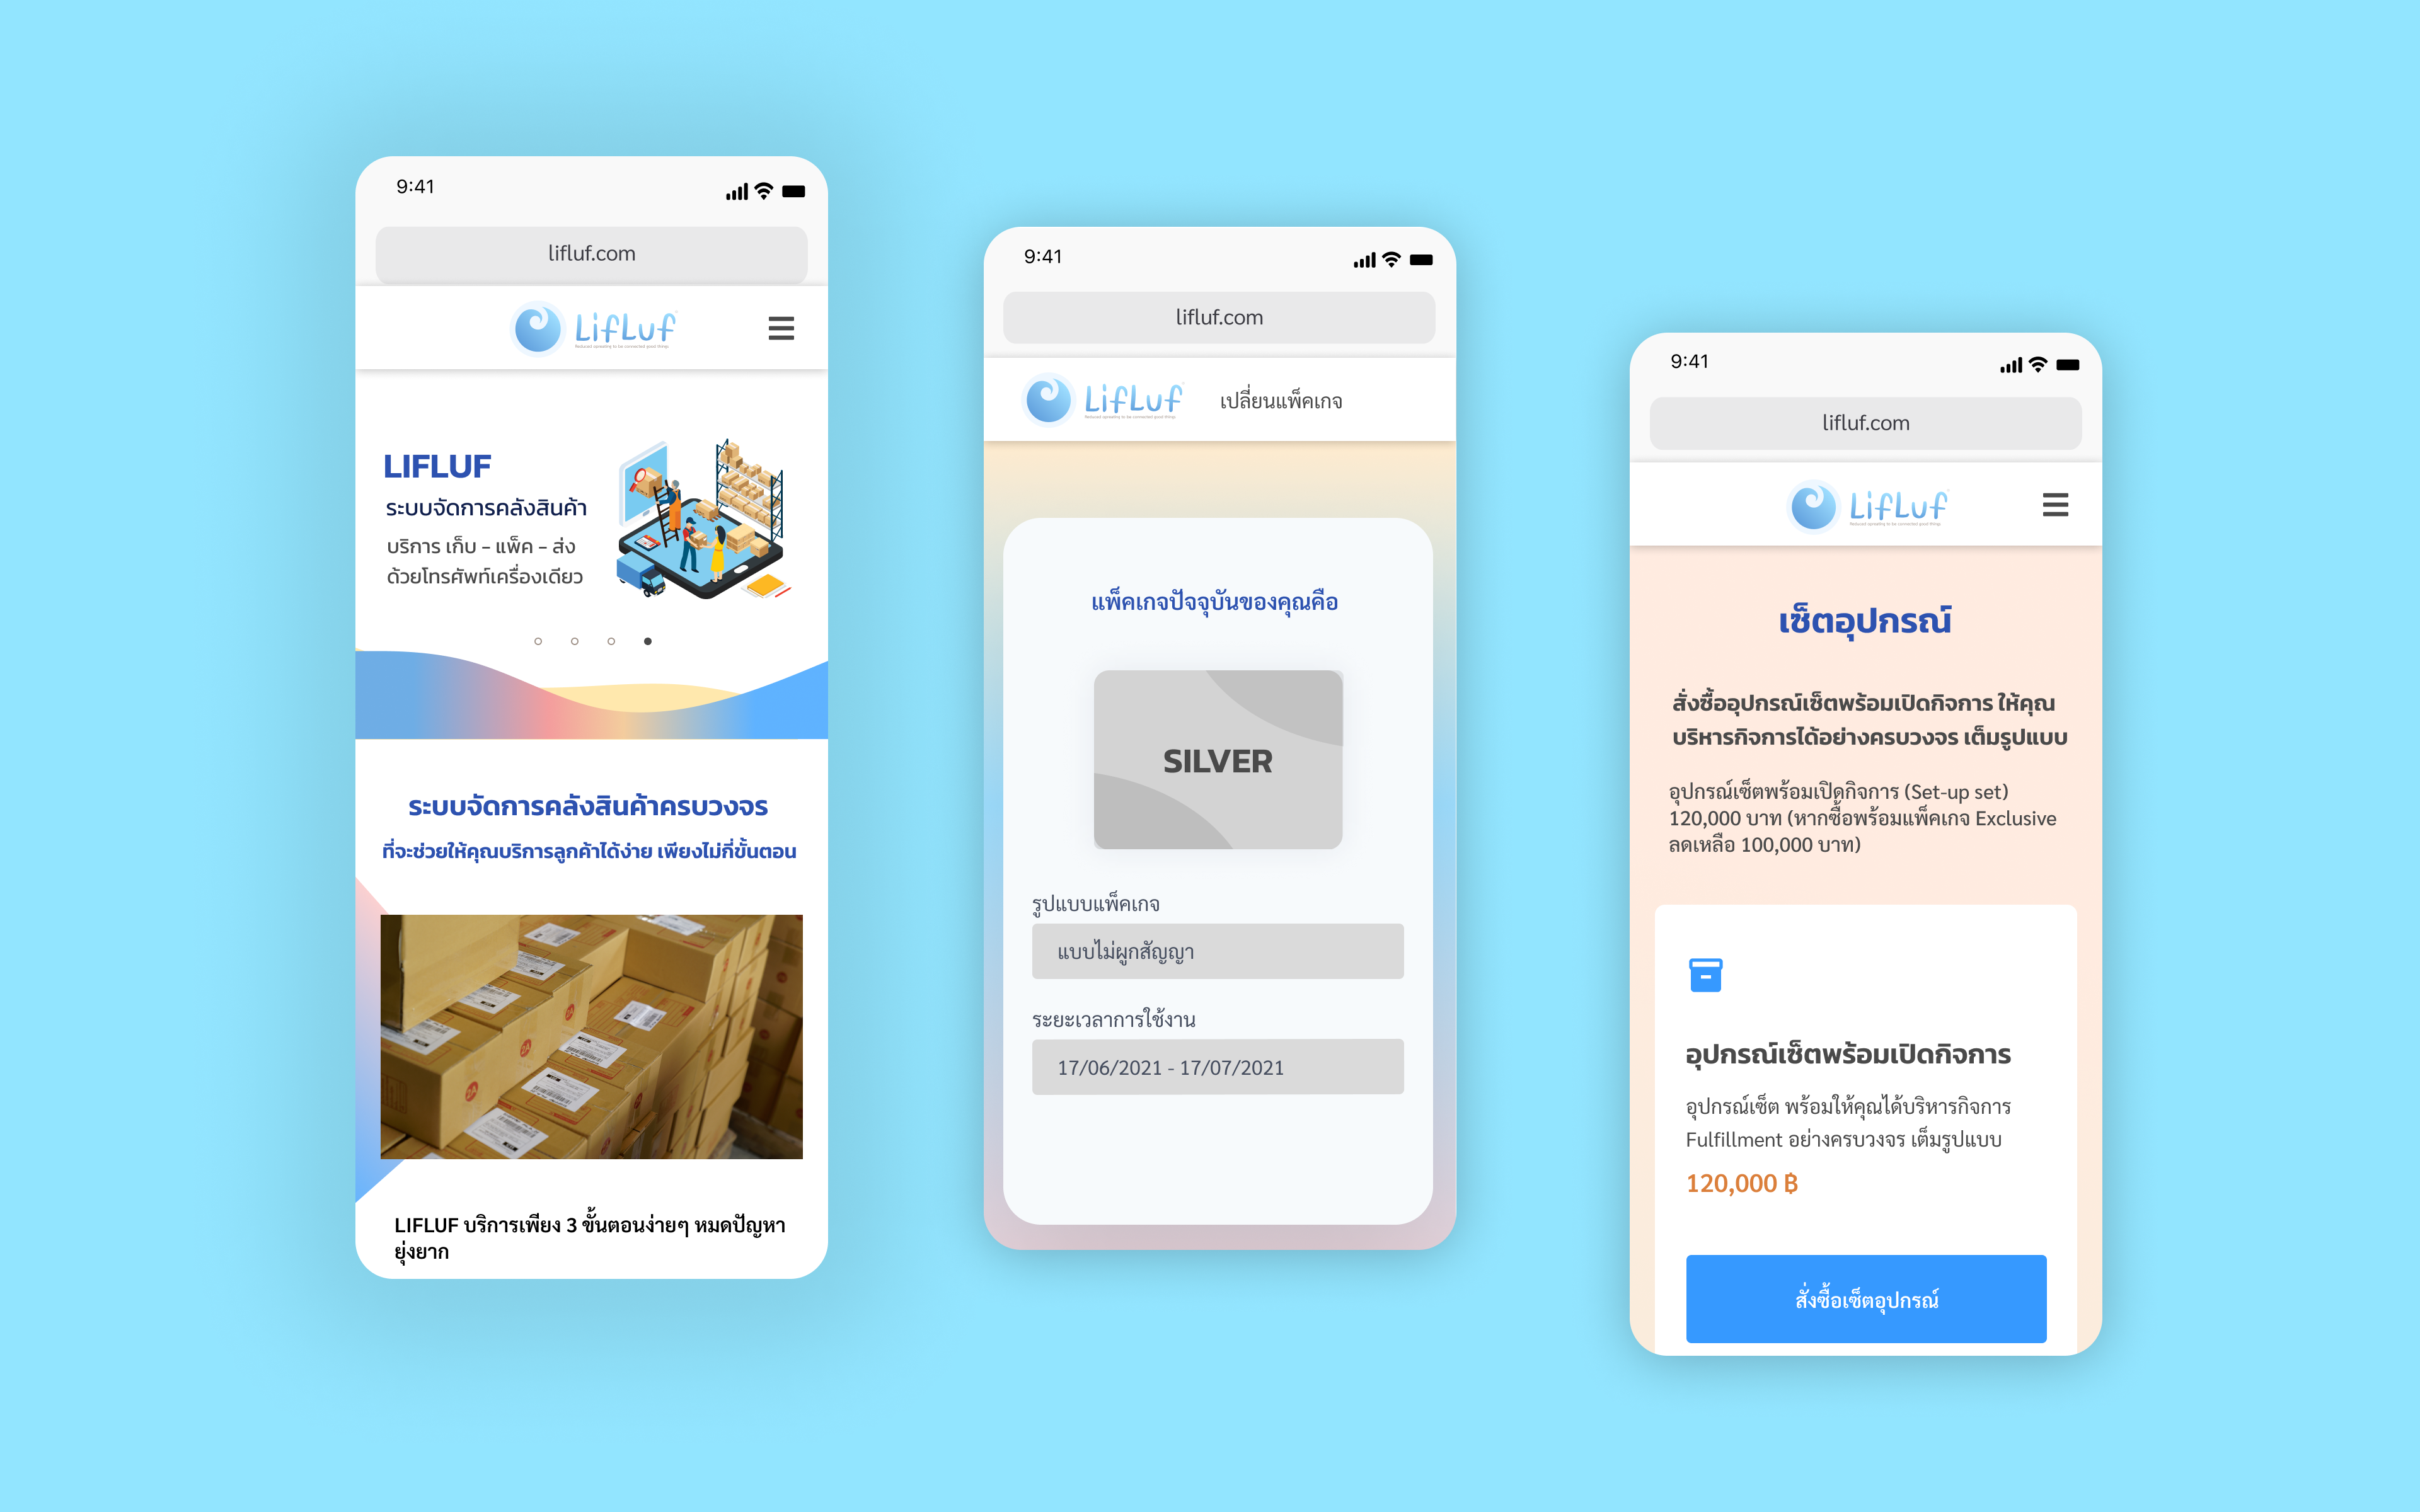 9:41
lifluf.com
LifLuf
Reduced spreading to be connected good things
LIFLUF
ระบบจัดการคลังสินค้า
บริการ เก็บ - แพ็ค - ส่ง
ด้วยโทรศัพท์เครื่องเดียว
ระบบจัดการคลังสินค้าครบวงจร
ที่จะช่วยให้คุณบริการลูกค้าได้ง่าย เพียงไม่กี่ขั้นตอน
LIFLUF บริการเพียง 3 ขั้นตอนง่ายๆ หมดปัญหา
ยุ่งยาก
9:41
lifluf.com
LifLuf
Reduced spreading to be connected good things
เปลี่ยนแพ็คเกจ
แพ็คเกจปัจจุบันของคุณคือ
SILVER
รูปแบบแพ็คเกจ
แบบไม่ผูกสัญญา
ระยะเวลาการใช้งาน
17/06/2021 - 17/07/2021
9:41
lifluf.com
LifLuf
Reduced spreading to be connected good things
เซ็ตอุปกรณ์
สั่งซื้ออุปกรณ์เซ็ตพร้อมเปิดกิจการ ให้คุณ
บริหารกิจการได้อย่างครบวงจร เต็มรูปแบบ
อุปกรณ์เซ็ตพร้อมเปิดกิจการ (Set-up set)
120,000 บาท (หากซื้อพร้อมแพ็คเกจ Exclusive
ลดเหลือ 100,000 บาท)
อุปกรณ์เซ็ตพร้อมเปิดกิจการ
อุปกรณ์เซ็ต พร้อมให้คุณได้บริหารกิจการ
Fulfillment อย่างครบวงจร เต็มรูปแบบ
120,000 ฿
สั่งซื้อเซ็ตอุปกรณ์